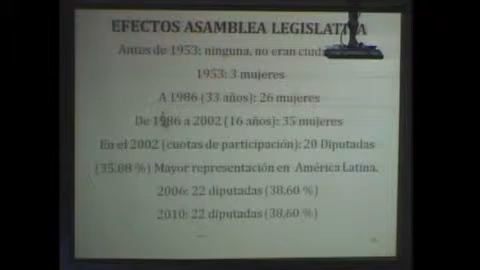 EFECTOS ASAMBLEA LEGISLATIVA
Antes de 1953: ninguna, no eran
1953: 3 mujeres
A 1986 (33 años): 26 mujeres
De 1986 a 2002 (16 años): 35 mujeres
En el 2002 (cuotas de participación): 20 Diputadas
(35.08 %) Mayor representación en América Latina.
2006: 22 diputadas (38,60 %)
2010: 22 diputadas (38,60 %)